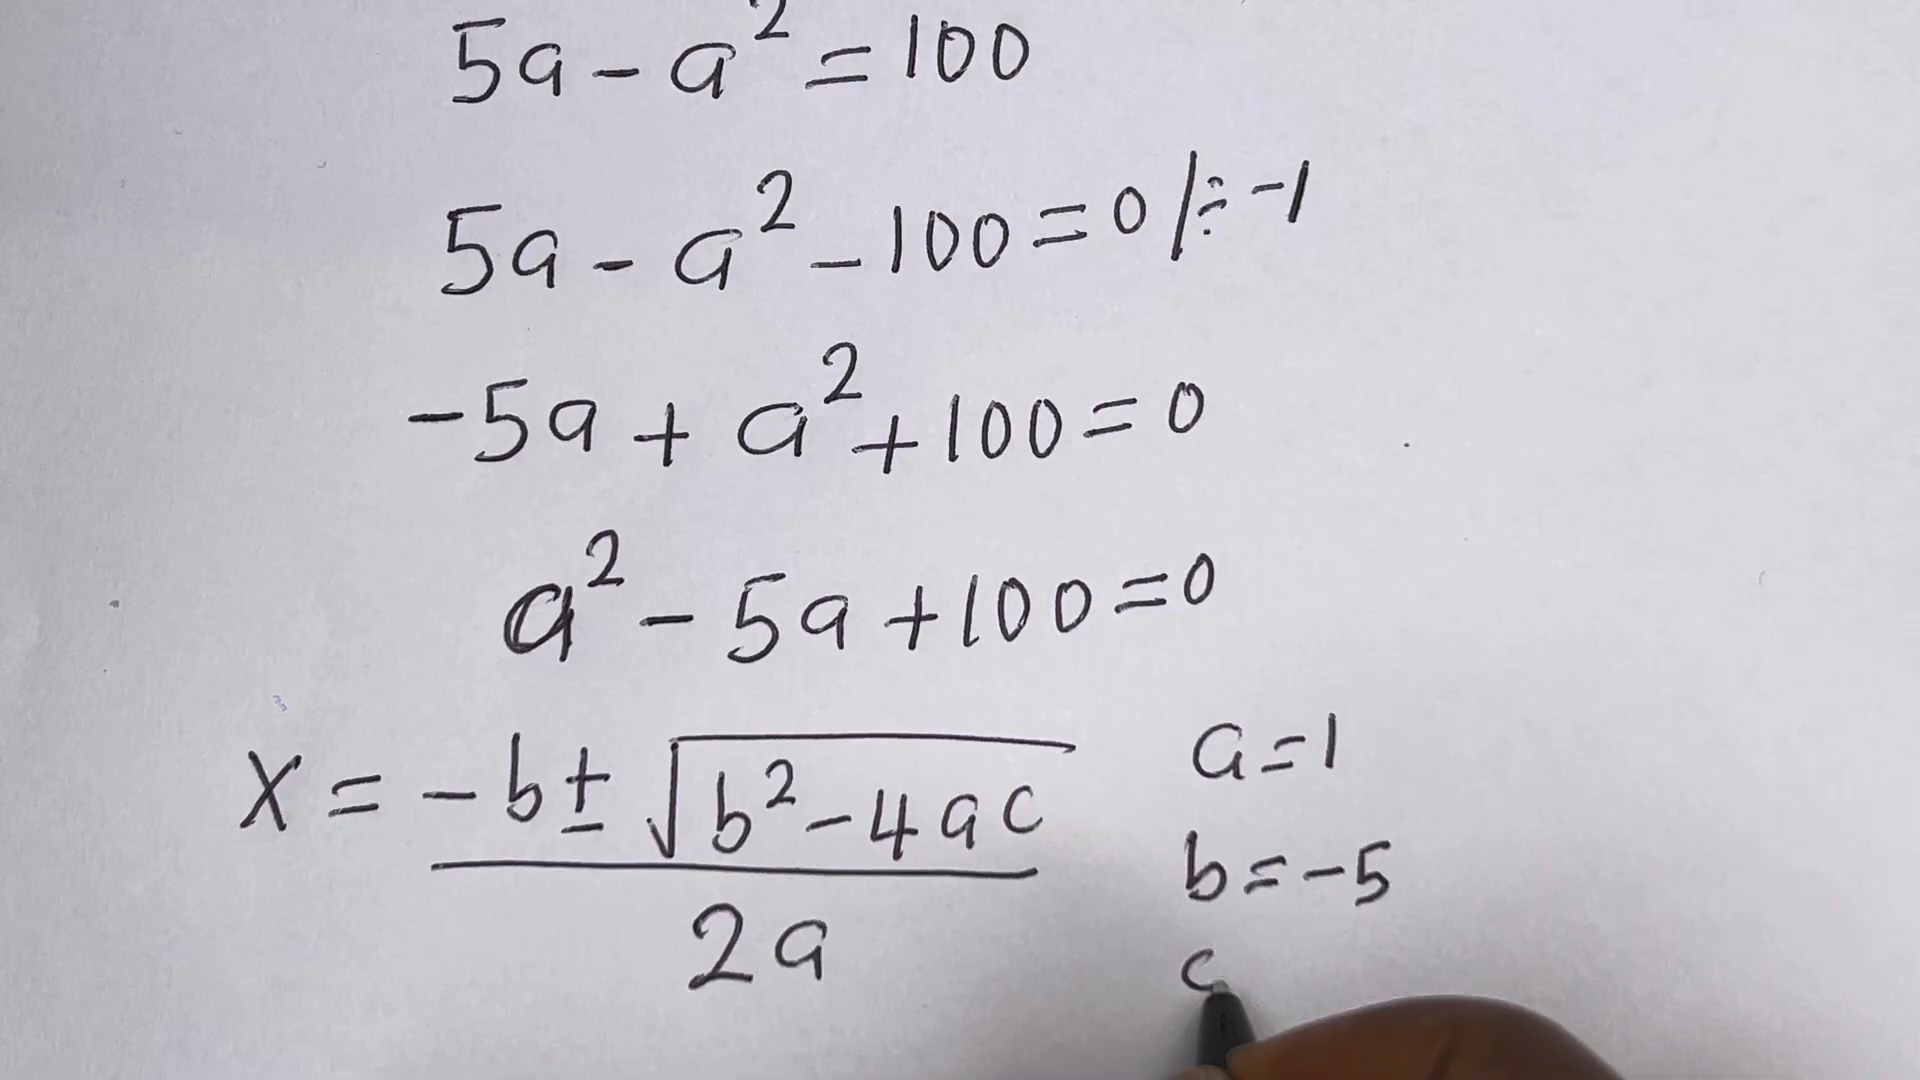 5a - a² = 100
5a - a² - 100 = 0 /÷ -1
-5a + a² + 100 = 0
a² - 5a + 100 = 0
x = -b ± √(b² - 4ac) / 2a
a = 1
b = -5
c